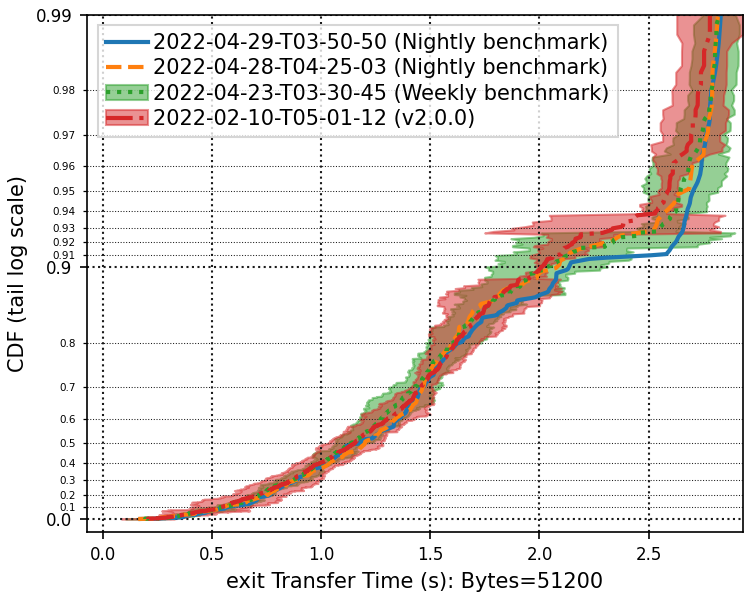 0.99
0.98
0.97
0.96
0.95
0.94
0.93
0.92
0.91
0.9
0.8
0.7
0.6
0.5
0.4
0.3
0.2
0.1
0.0
CDF (tail log scale)
2022-04-29-T03-50-50 (Nightly benchmark)
2022-04-28-T04-25-03 (Nightly benchmark)
2022-04-23-T03-30-45 (Weekly benchmark)
2022-02-10-T05-01-12 (v2.0.0)
0.0 0.5 1.0 1.5 2.0 2.5
exit Transfer Time (s): Bytes=51200